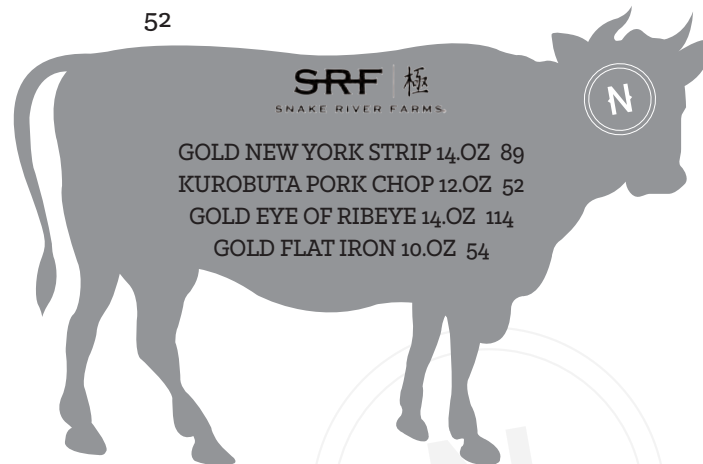 52
SRF 極
SNAKE RIVER FARMS
N
GOLD NEW YORK STRIP 14.OZ 89
KUROBUTA PORK CHOP 12.OZ 52
GOLD EYE OF RIBEYE 14.OZ 114
GOLD FLAT IRON 10.OZ 54
N